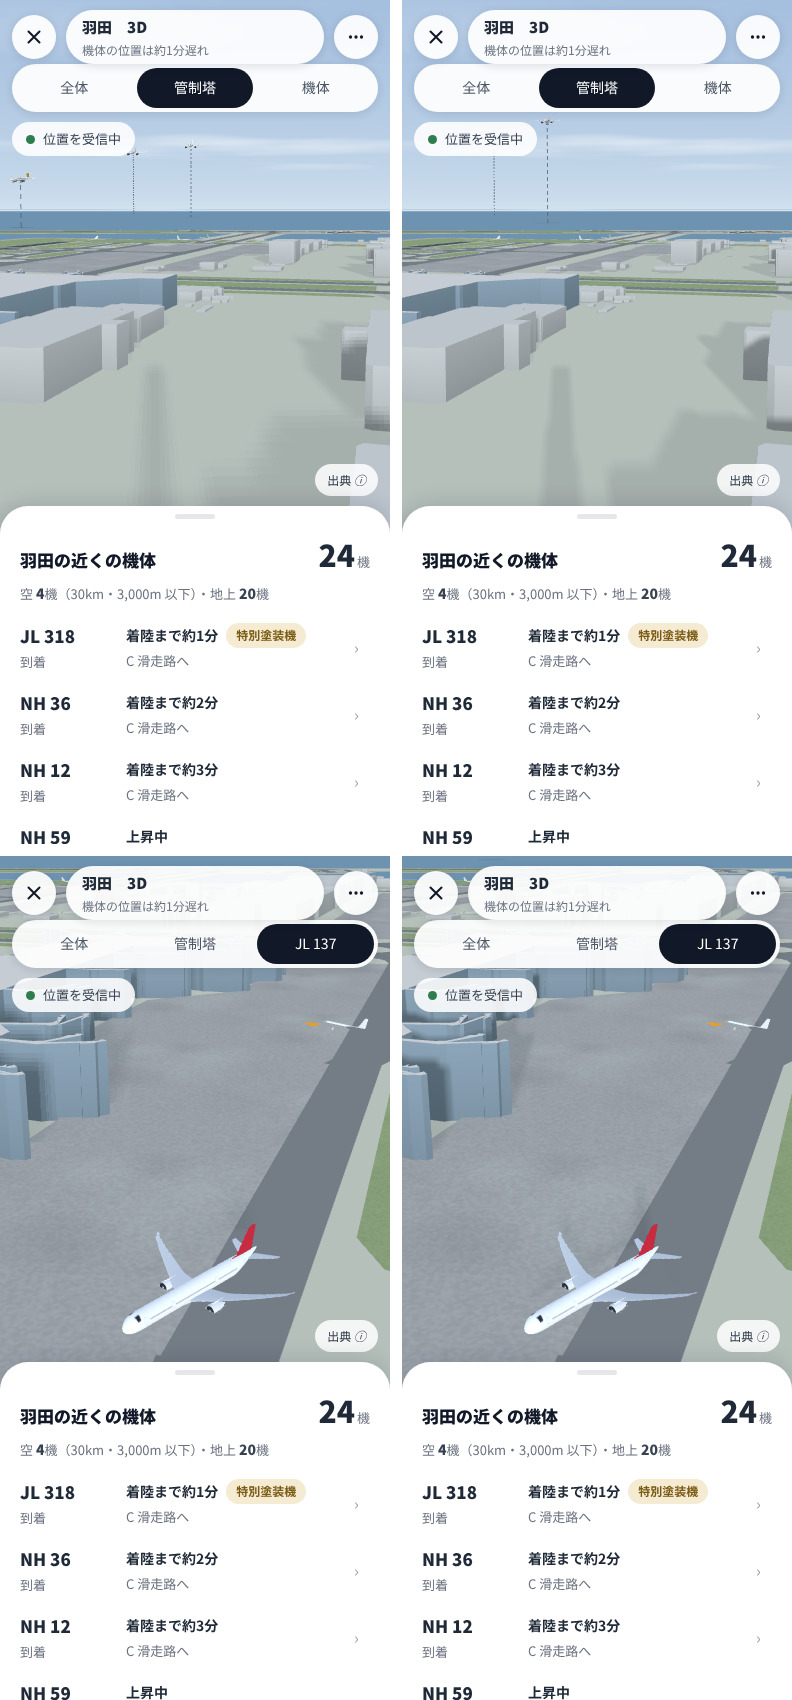 羽田 3D
機体の位置は約1分遅れ
全体 管制塔 機体
位置を受信中
出典 ⓘ
羽田の近くの機体 24機
空 4機（30km・3,000m 以下）・地上 20機
JL 318 着陸まで約1分 特別塗装機
到着 C 滑走路へ
NH 36 着陸まで約2分
到着 C 滑走路へ
NH 12 着陸まで約3分
到着 C 滑走路へ
NH 59 上昇中
羽田 3D
機体の位置は約1分遅れ
全体 管制塔 機体
位置を受信中
出典 ⓘ
羽田の近くの機体 24機
空 4機（30km・3,000m 以下）・地上 20機
JL 318 着陸まで約1分 特別塗装機
到着 C 滑走路へ
NH 36 着陸まで約2分
到着 C 滑走路へ
NH 12 着陸まで約3分
到着 C 滑走路へ
NH 59 上昇中
羽田 3D
機体の位置は約1分遅れ
全体 管制塔 JL 137
位置を受信中
出典 ⓘ
羽田の近くの機体 24機
空 4機（30km・3,000m 以下）・地上 20機
JL 318 着陸まで約1分 特別塗装機
到着 C 滑走路へ
NH 36 着陸まで約2分
到着 C 滑走路へ
NH 12 着陸まで約3分
到着 C 滑走路へ
NH 59 上昇中
羽田 3D
機体の位置は約1分遅れ
全体 管制塔 JL 137
位置を受信中
出典 ⓘ
羽田の近くの機体 24機
空 4機（30km・3,000m 以下）・地上 20機
JL 318 着陸まで約1分 特別塗装機
到着 C 滑走路へ
NH 36 着陸まで約2分
到着 C 滑走路へ
NH 12 着陸まで約3分
到着 C 滑走路へ
NH 59 上昇中